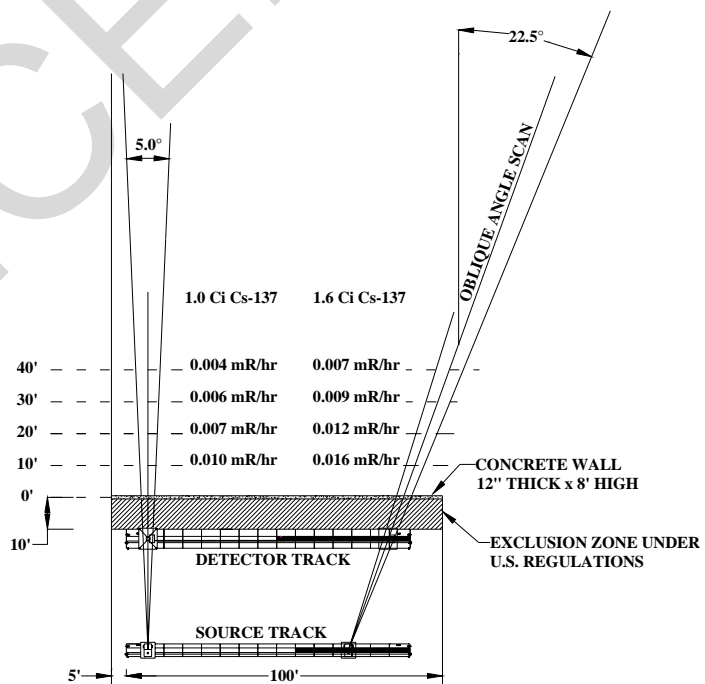 22.5°
5.0°
OBLIQUE ANGLE SCAN
1.0 Ci Cs-137 1.6 Ci Cs-137
40' 0.004 mR/hr 0.007 mR/hr
30' 0.006 mR/hr 0.009 mR/hr
20' 0.007 mR/hr 0.012 mR/hr
10' 0.010 mR/hr 0.016 mR/hr
CONCRETE WALL
12" THICK x 8' HIGH
0'
10'
EXCLUSION ZONE UNDER
U.S. REGULATIONS
DETECTOR TRACK
SOURCE TRACK
5' 100'